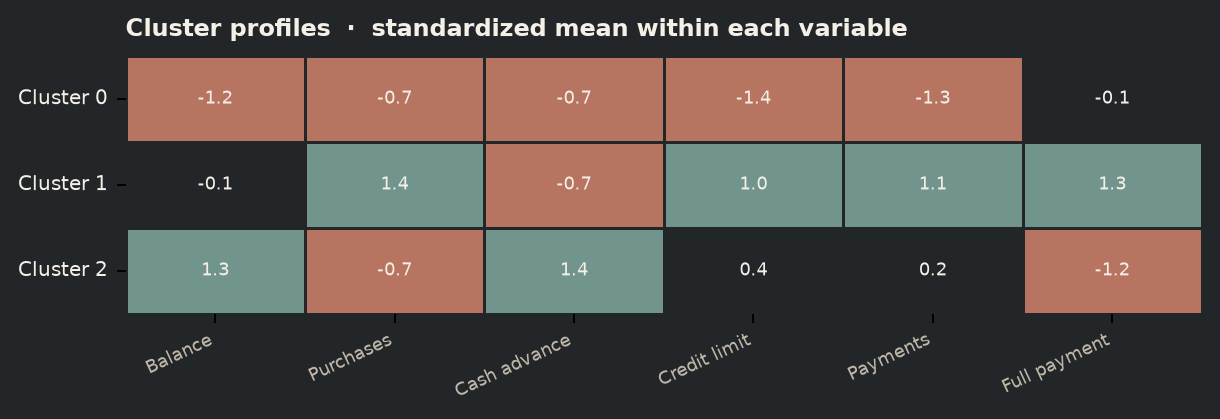 Cluster profiles · standardized mean within each variable
Cluster 0 -1.2 -0.7 -0.7 -1.4 -1.3 -0.1
Cluster 1 -0.1 1.4 -0.7 1.0 1.1 1.3
Cluster 2 1.3 -0.7 1.4 0.4 0.2 -1.2
Balance Purchases Cash advance Credit limit Payments Full payment